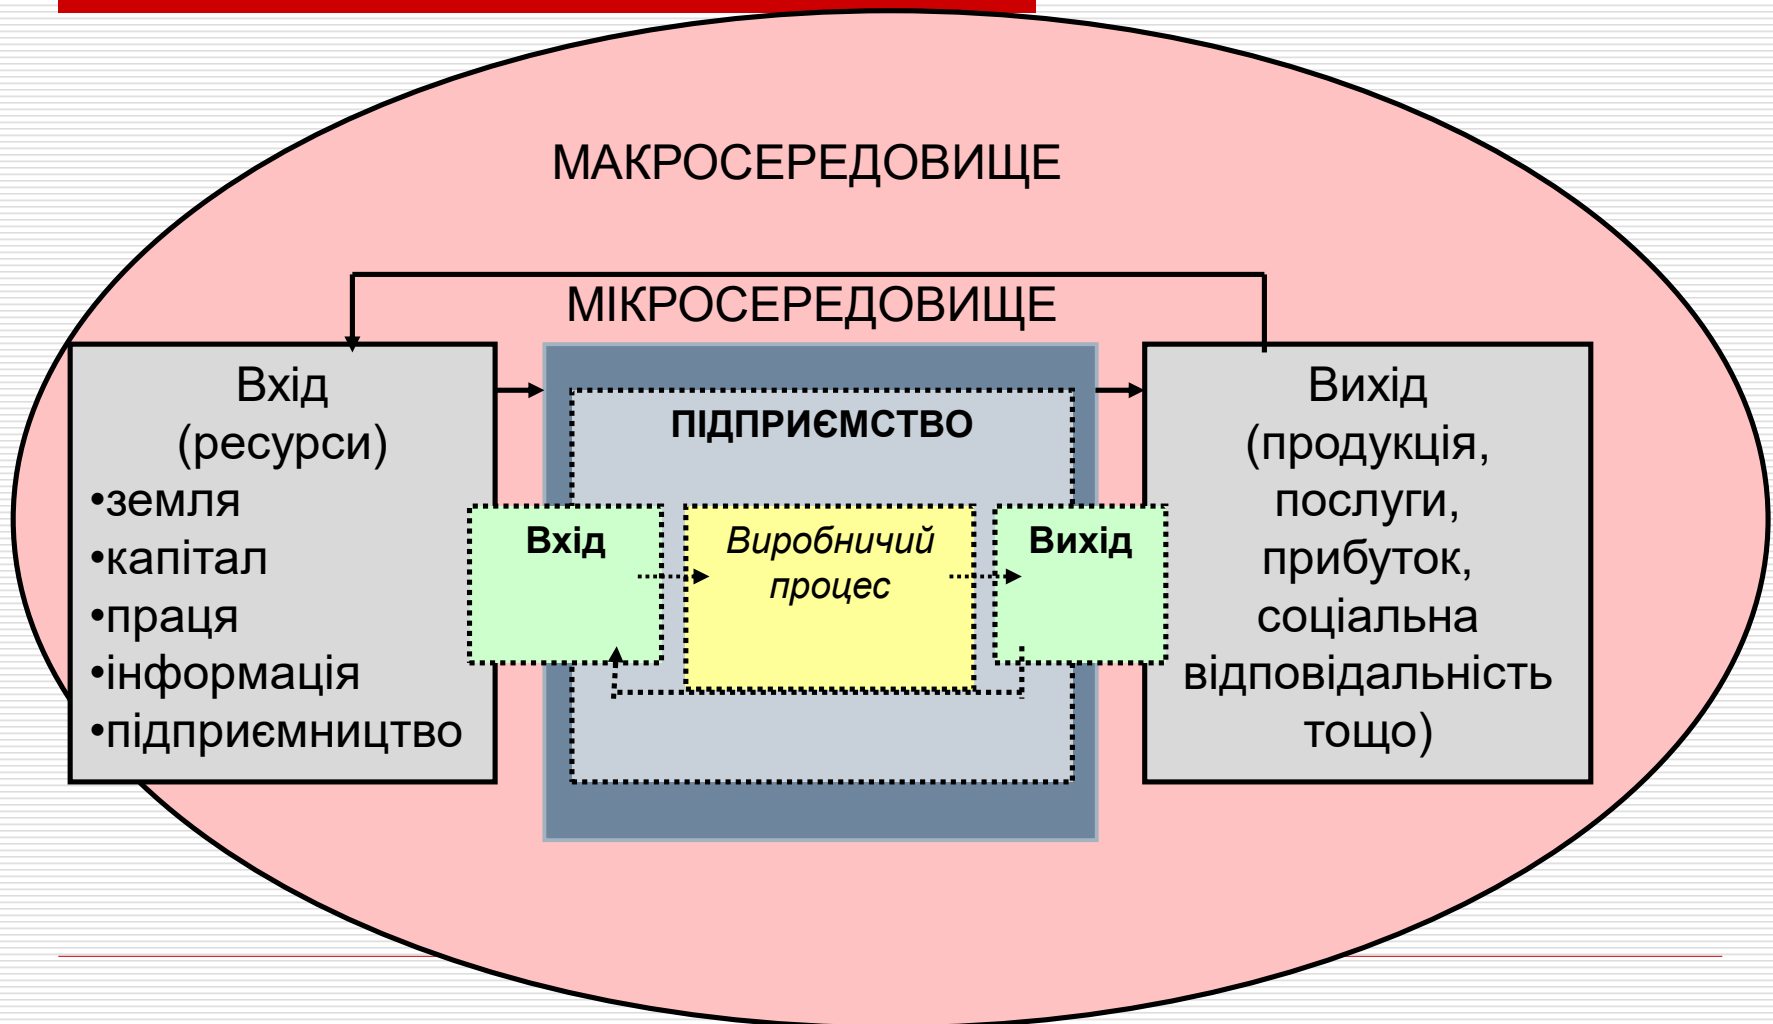 МАКРОСЕРЕДОВИЩЕ
МІКРОСЕРЕДОВИЩЕ
Вхід
(ресурси)
•земля
•капітал
•праця
•інформація
•підприємництво
ПІДПРИЄМСТВО
Вхід
Виробничий
процес
Вихід
Вихід
(продукція,
послуги,
прибуток,
соціальна
відповідальність
тощо)